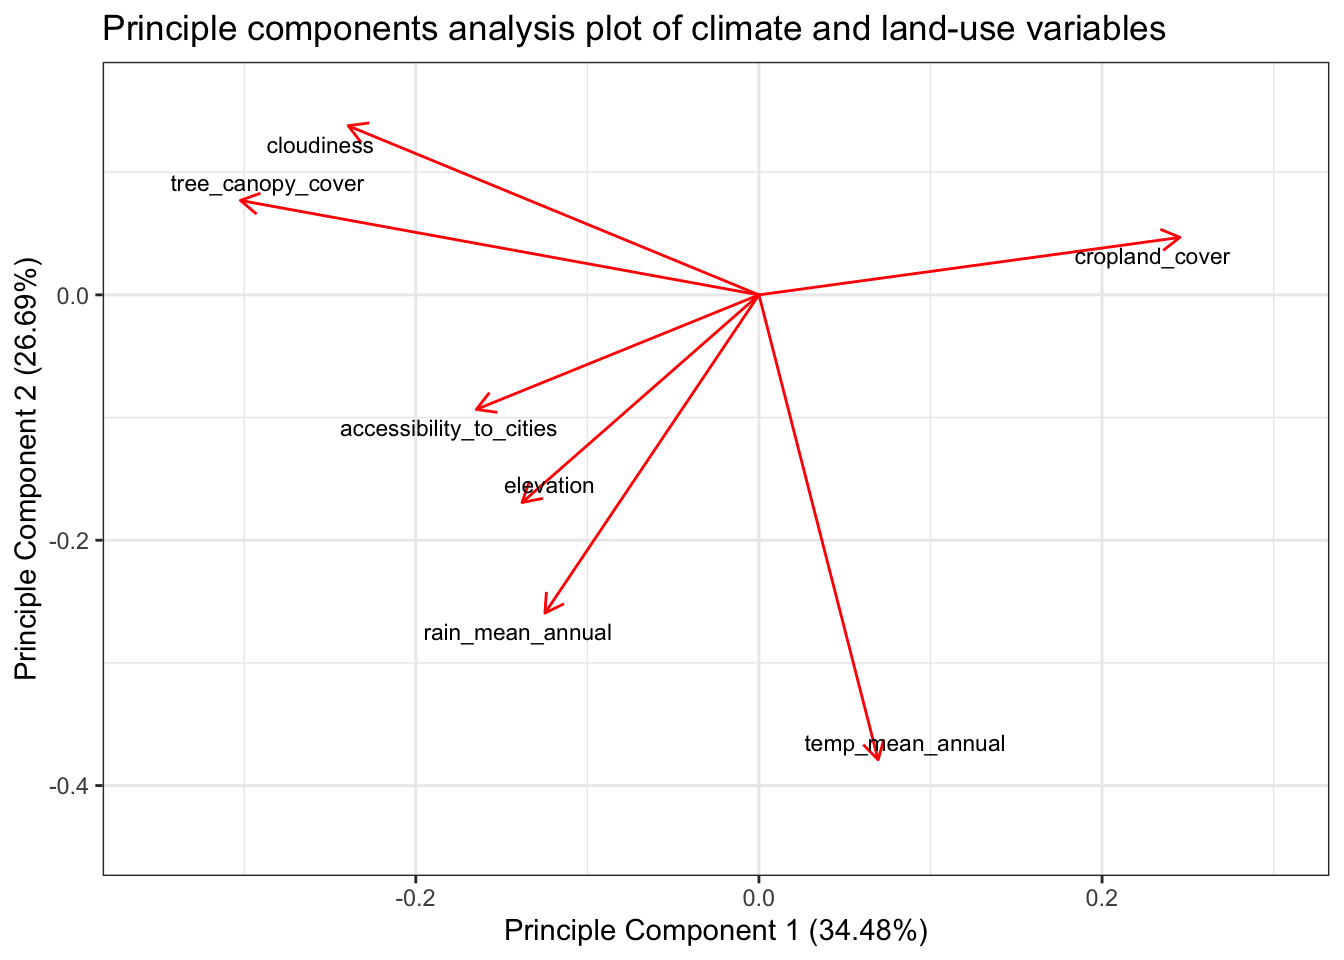 Principle components analysis plot of climate and land-use variables
cloudiness
tree_canopy_cover
cropland_cover
accessibility_to_cities
elevation
rain_mean_annual
temp_mean_annual
Principle Component 2 (26.69%)
0.0
-0.2
-0.4
-0.2 0.0 0.2
Principle Component 1 (34.48%)